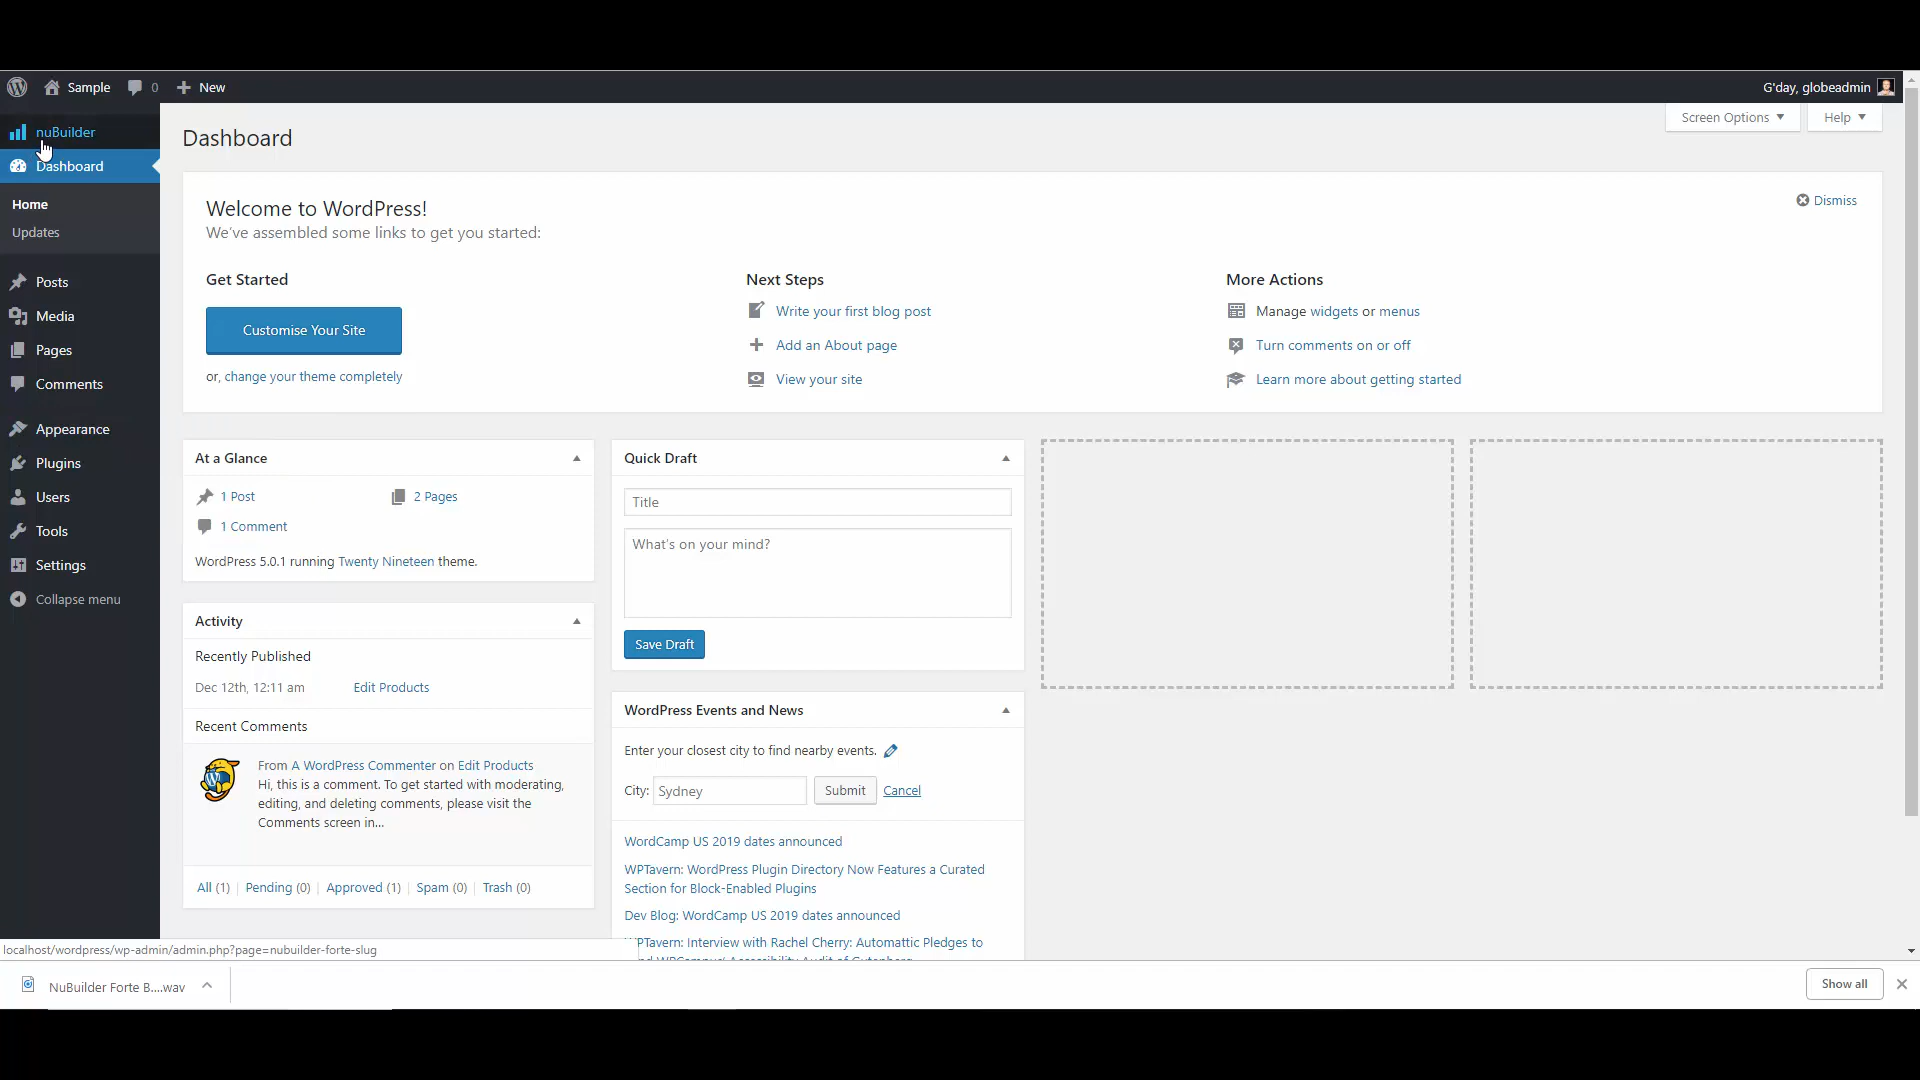 Sample
0
New
G'day, globeadmin
nuBuilder
Dashboard
Home
Updates
Posts
Media
Pages
Comments
Appearance
Plugins
Users
Tools
Settings
Collapse menu
Dashboard
Screen Options
Help
Welcome to WordPress!
We've assembled some links to get you started:
Dismiss
Get Started
Customise Your Site
or, change your theme completely
Next Steps
Write your first blog post
Add an About page
View your site
More Actions
Manage widgets or menus
Turn comments on or off
Learn more about getting started
At a Glance
1 Post
2 Pages
1 Comment
WordPress 5.0.1 running Twenty Nineteen theme.
Activity
Recently Published
Dec 12th, 12:11 am
Edit Products
Recent Comments
From A WordPress Commenter on Edit Products
Hi, this is a comment. To get started with moderating,
editing, and deleting comments, please visit the
Comments screen in...
All (1) | Pending (0) | Approved (1) | Spam (0) | Trash (0)
Quick Draft
Title
What's on your mind?
Save Draft
WordPress Events and News
Enter your closest city to find nearby events.
City: Sydney Submit Cancel
WordCamp US 2019 dates announced
WPTavern: WordPress Plugin Directory Now Features a Curated
Section for Block-Enabled Plugins
Dev Blog: WordCamp US 2019 dates announced
WPTavern: Interview with Rachel Cherry: Automattic Pledges to
localhost/wordpress/wp-admin/admin.php?page=nubuilder-forte-slug
NuBuilder Forte B....wav
Show all